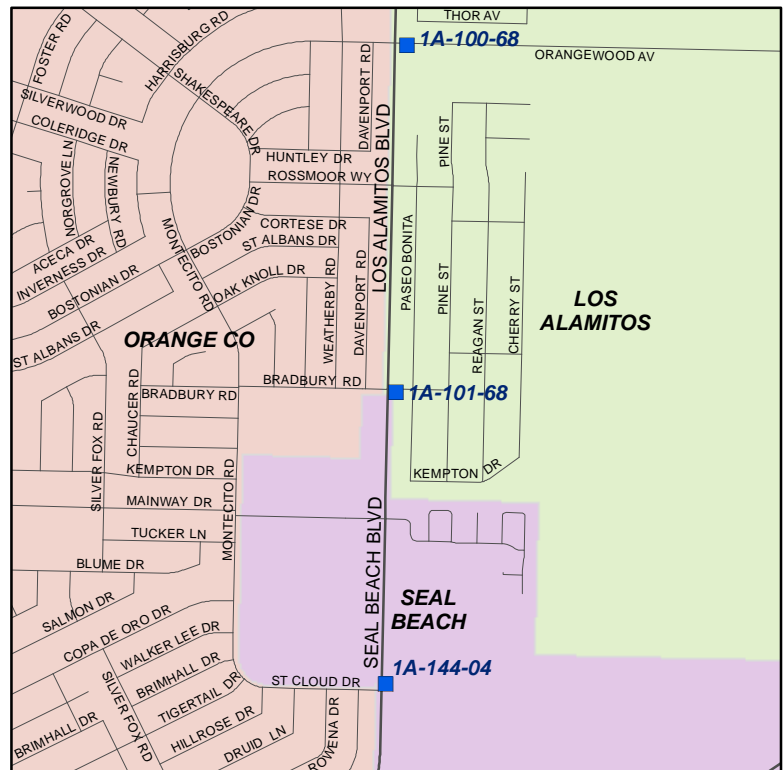 THOR AV
1A-100-68
ORANGEWOOD AV
FOSTER RD
HARRISBURG RD
SHAKESPEARE DR
SILVERWOOD DR
COLERIDGE DR
DAVENPORT RD
LOS ALAMITOS BLVD
PINE ST
HUNTLEY DR
ROSSMOOR WY
NORGROVE LN
NEWBURY RD
BOSTONIAN DR
CORTESE DR
ST ALBANS DR
MONTECITO RD
ACECA DR
INVERNESS DR
BOSTONIAN DR
OAK KNOLL DR
WEATHERBY RD
DAVENPORT RD
PASEO BONITA
PINE ST
REAGAN ST
CHERRY ST
LOS
ALAMITOS
ST ALBANS DR
ORANGE CO
BRADBURY RD
BRADBURY RD
1A-101-68
CHAUCER RD
SILVER FOX RD
KEMPTON DR
KEMPTON DR
MONTECITO RD
MAINWAY DR
TUCKER LN
BLUME DR
SEAL BEACH BLVD
SEAL
BEACH
SALMON DR
COPA DE ORO DR
WALKER LEE DR
BRIMHALL DR
TIGERTAIL DR
ST CLOUD DR
1A-144-04
SILVER FOX RD
HILLROSE DR
DRUID LN
ROWENA DR
BRIMHALL DR